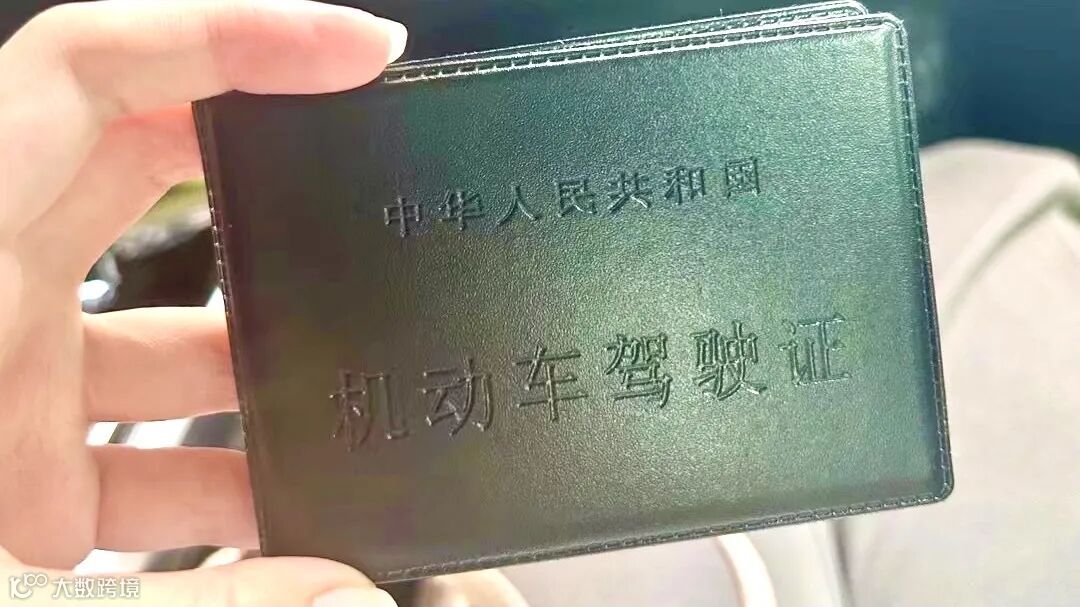 中华人民共和国
机动车驾驶证
大数跨境